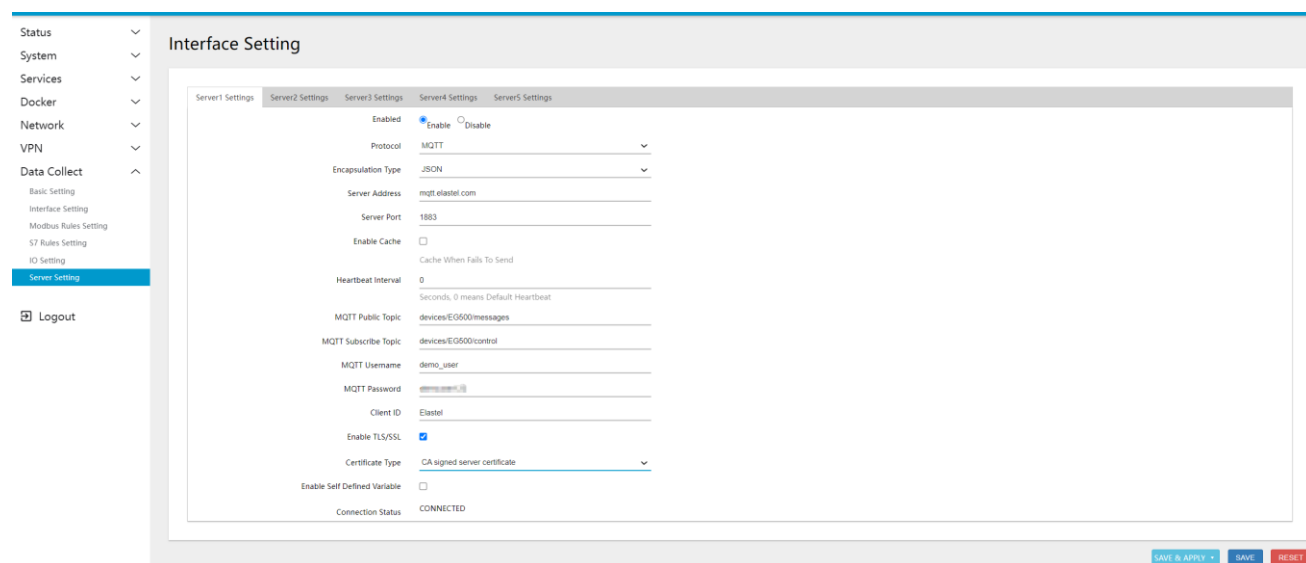 Status
System
Services
Docker
Network
VPN
Data Collect
Basic Setting
Interface Setting
Modbus Rules Setting
S7 Rules Setting
IO Setting
Server Setting
Logout
Interface Setting
Server1 Settings Server2 Settings Server3 Settings Server4 Settings Server5 Settings
Enabled Enable Disable
Protocol MQTT
Encapsulation Type JSON
Server Address mqtt.elastel.com
Server Port 1883
Enable Cache
Cache When Fails To Send
Heartbeat Interval 0
Seconds, 0 means Default Heartbeat
MQTT Public Topic devices/EG500/messages
MQTT Subscribe Topic devices/EG500/control
MQTT Username demo_user
MQTT Password
Client ID Elastel
Enable TLS/SSL
Certificate Type CA signed server certificate
Enable Self Defined Variable
Connection Status CONNECTED
SAVE & APPLY SAVE RESET